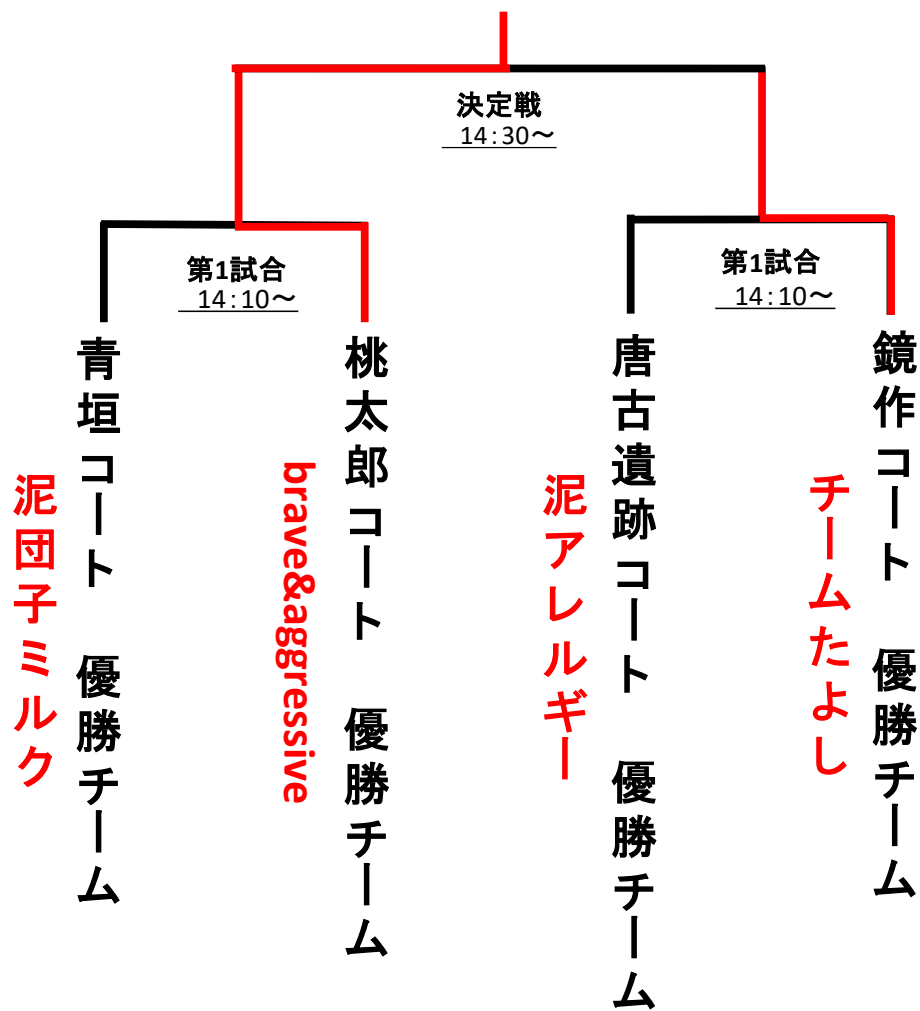 決定戦
14:30～
第1試合
14:10～
第1試合
14:10～
青垣コート　優勝チーム
泥団子ミルク
桃太郎コート　優勝チーム
brave&aggressive
唐古遺跡コート　優勝チーム
泥アレルギー
鏡作コート　優勝チーム
チームたよし